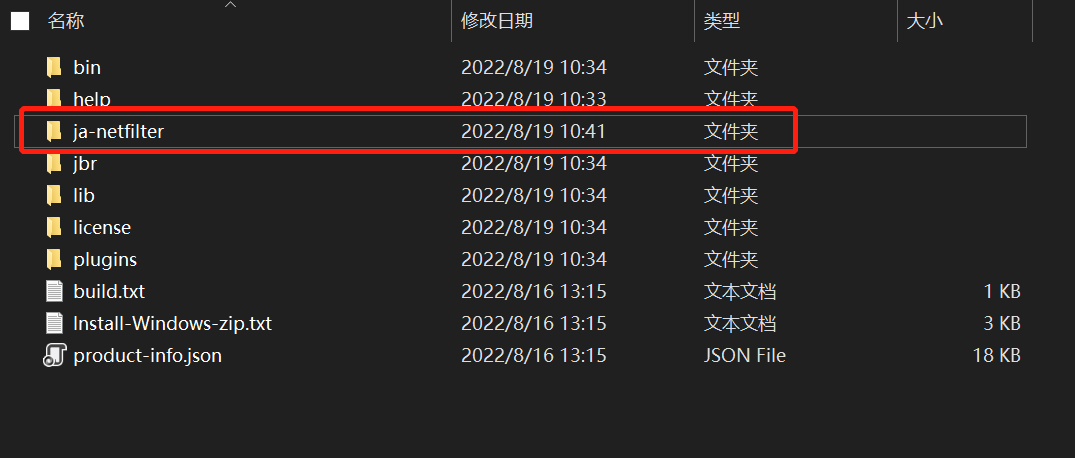 名称 修改日期 类型 大小
bin 2022/8/19 10:34 文件夹
help 2022/8/19 10:33 文件夹
ja-netfilter 2022/8/19 10:41 文件夹
jbr 2022/8/19 10:34 文件夹
lib 2022/8/19 10:34 文件夹
license 2022/8/19 10:34 文件夹
plugins 2022/8/19 10:34 文件夹
build.txt 2022/8/16 13:15 文本文档 1 KB
Install-Windows-zip.txt 2022/8/16 13:15 文本文档 3 KB
product-info.json 2022/8/16 13:15 JSON File 18 KB